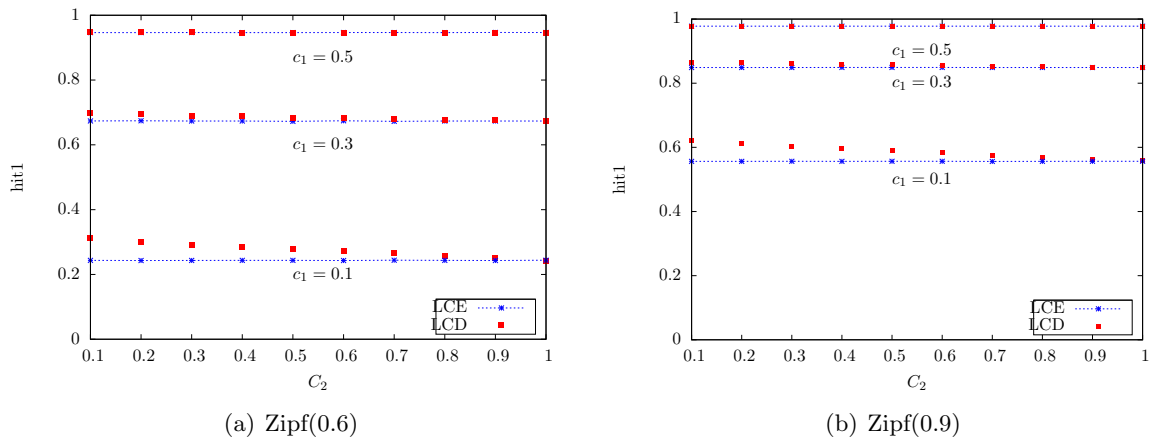 1
0.8
0.6
0.4
0.2
0
hit1
c₁ = 0.5
c₁ = 0.3
c₁ = 0.1
LCE
LCD
0.1 0.2 0.3 0.4 0.5 0.6 0.7 0.8 0.9 1
C₂
(a) Zipf(0.6)
1
0.8
0.6
0.4
0.2
0
hit1
c₁ = 0.5
c₁ = 0.3
c₁ = 0.1
LCE
LCD
0.1 0.2 0.3 0.4 0.5 0.6 0.7 0.8 0.9 1
C₂
(b) Zipf(0.9)